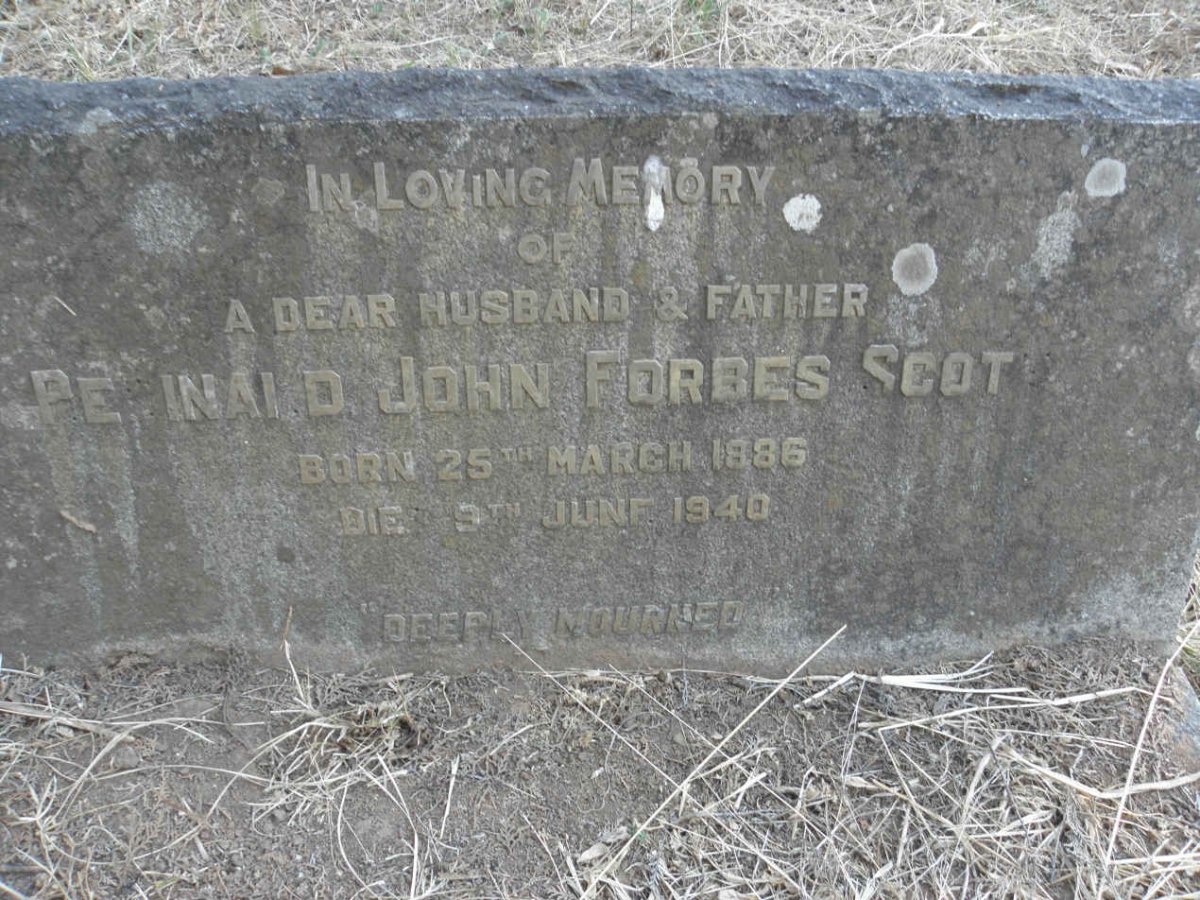 IN LOVING MEMORY
OF
A DEAR HUSBAND & FATHER
JOHN FORBES SCOT
BORN 25TH MARCH 1886
DIE 9TH JUNE 1940
DEEPLY MOURNED